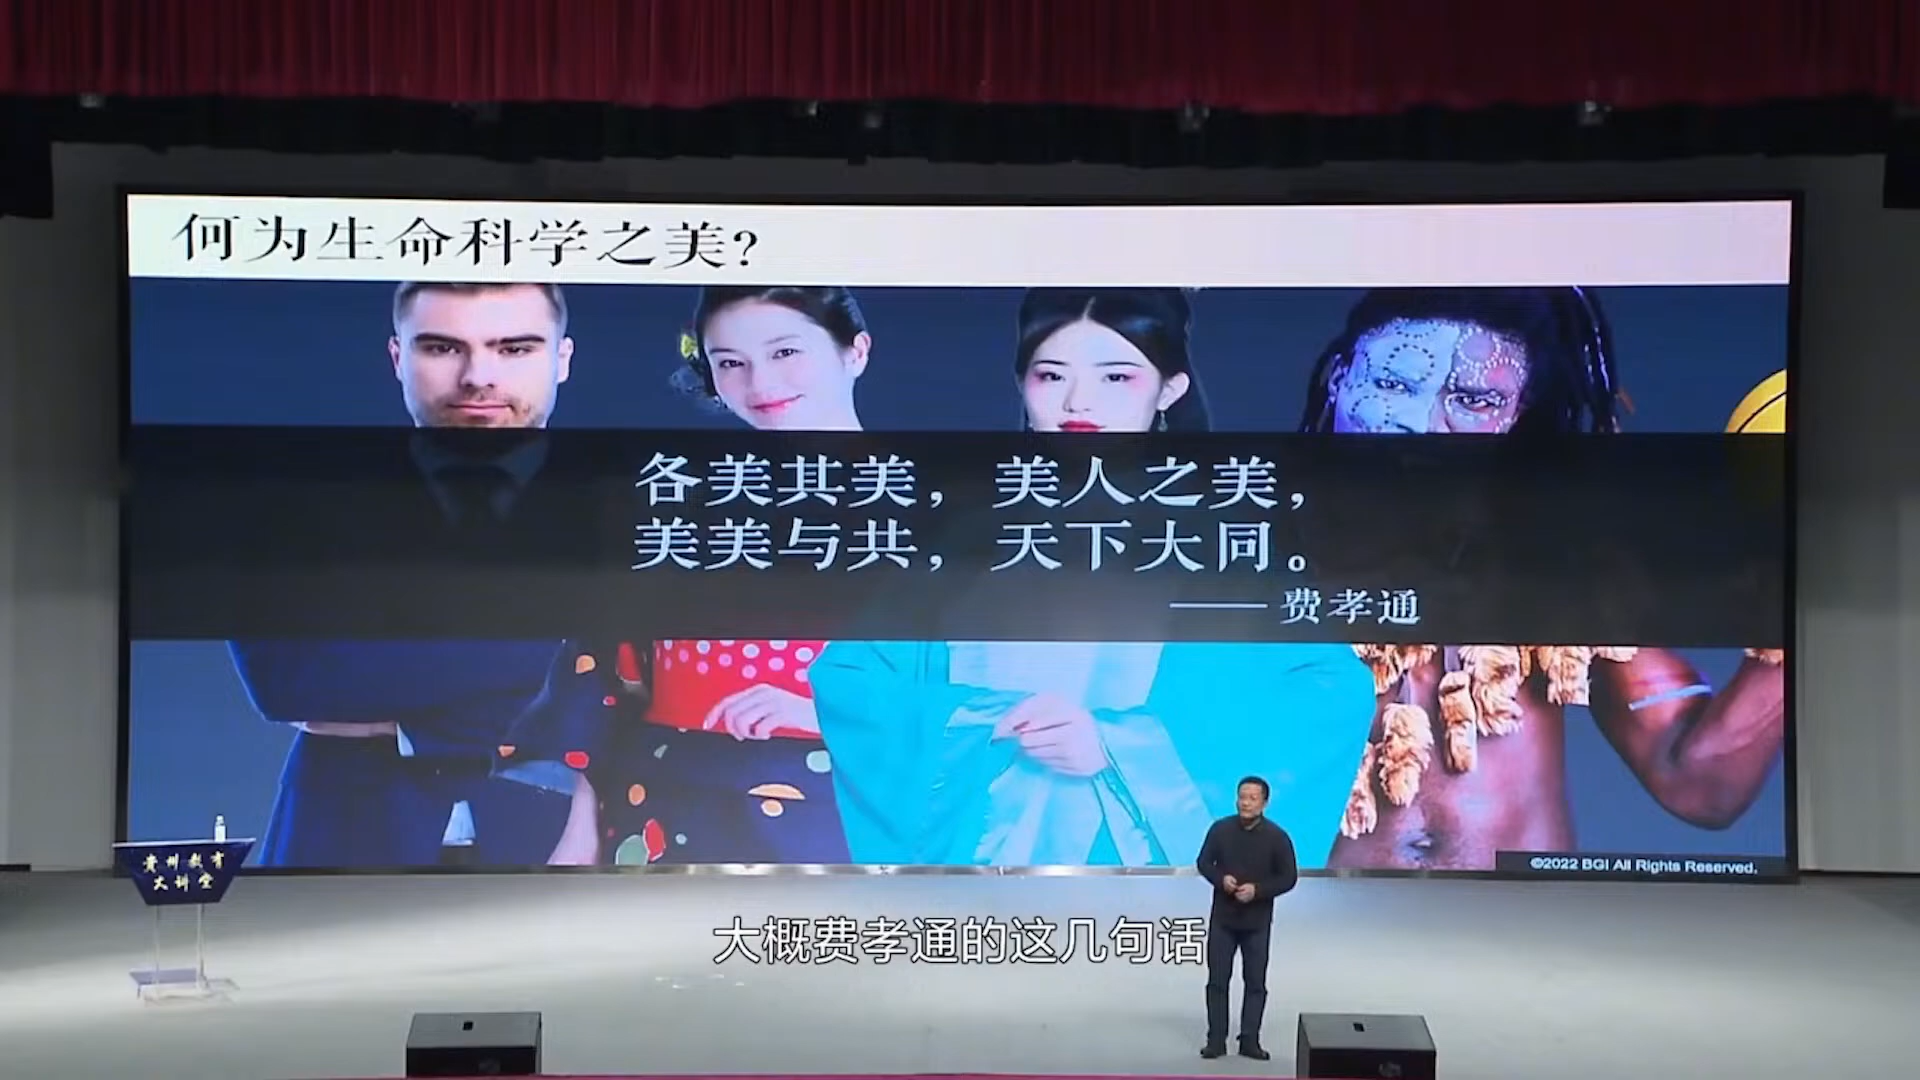 何为生命科学之美?
各美其美，美人之美，
美美与共，天下大同。
——费孝通
©2022 BGI All Rights Reserved.
贵州教育
大讲堂
大概费孝通的这几句话